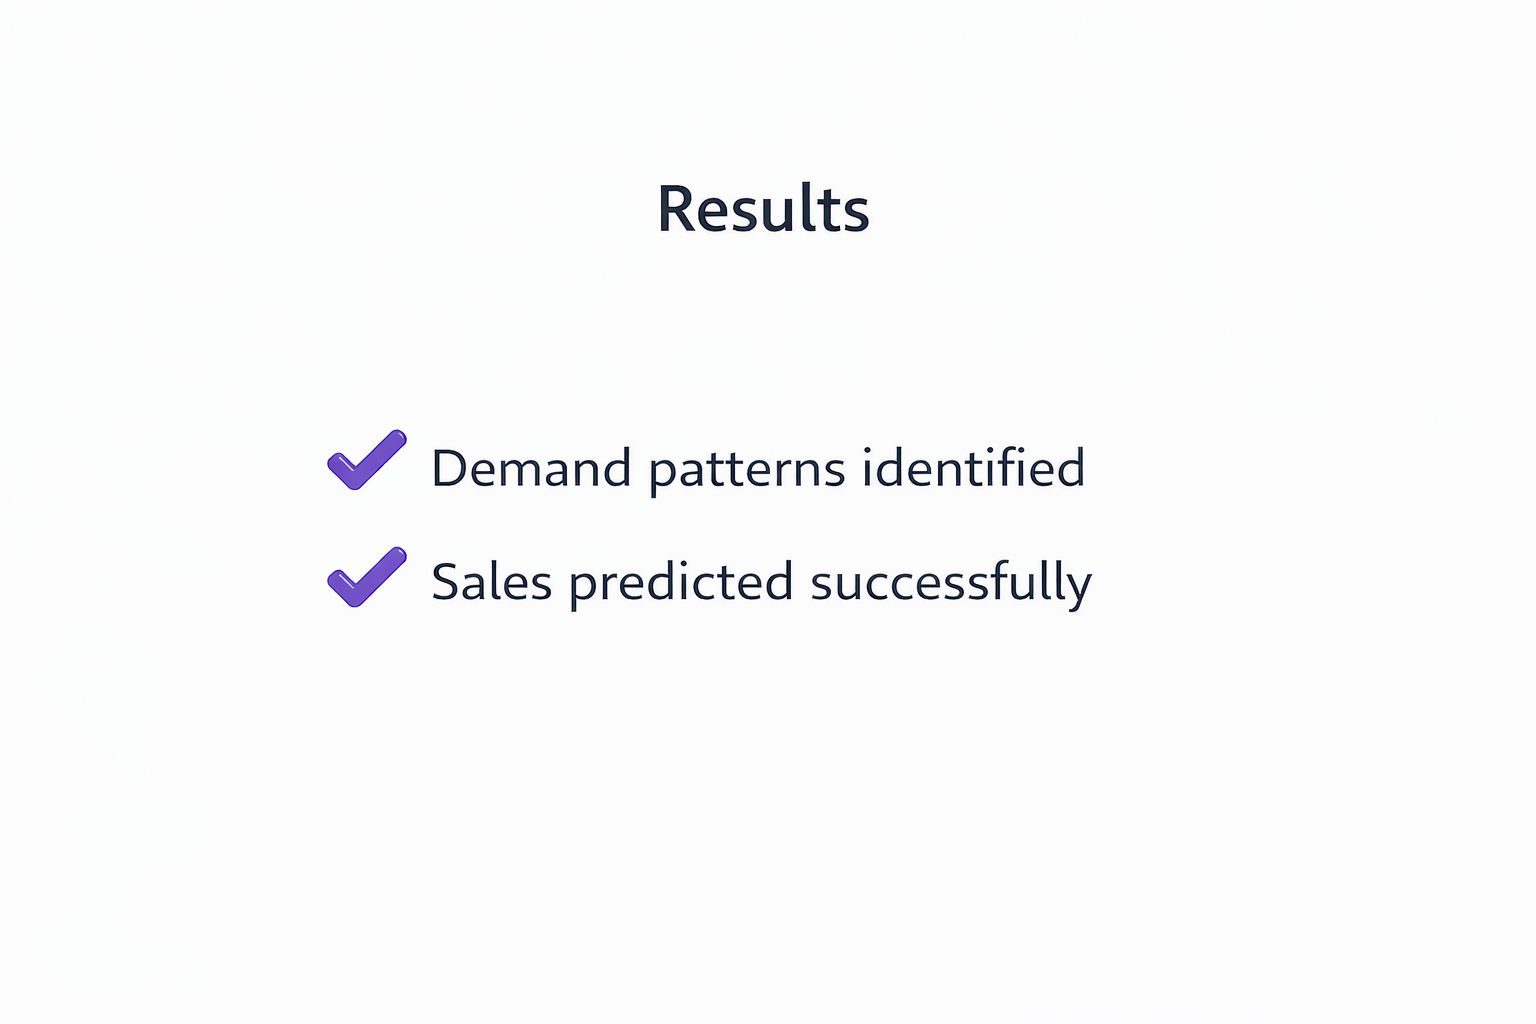 Results
Demand patterns identified
Sales predicted successfully